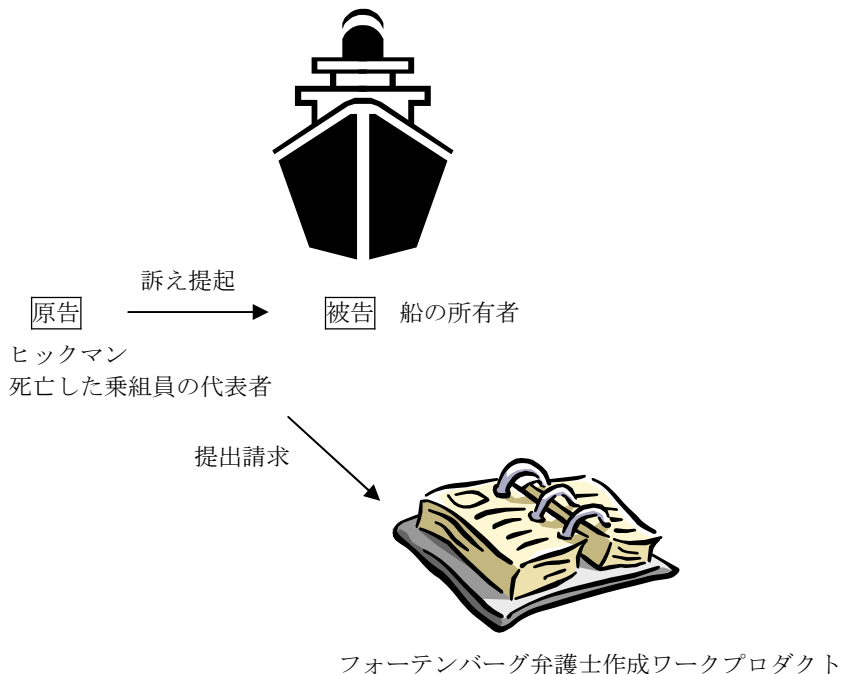 訴え提起
原告
被告 船の所有者
ヒックマン
死亡した乗組員の代表者
提出請求
フォーテンバーグ弁護士作成ワークプロダクト